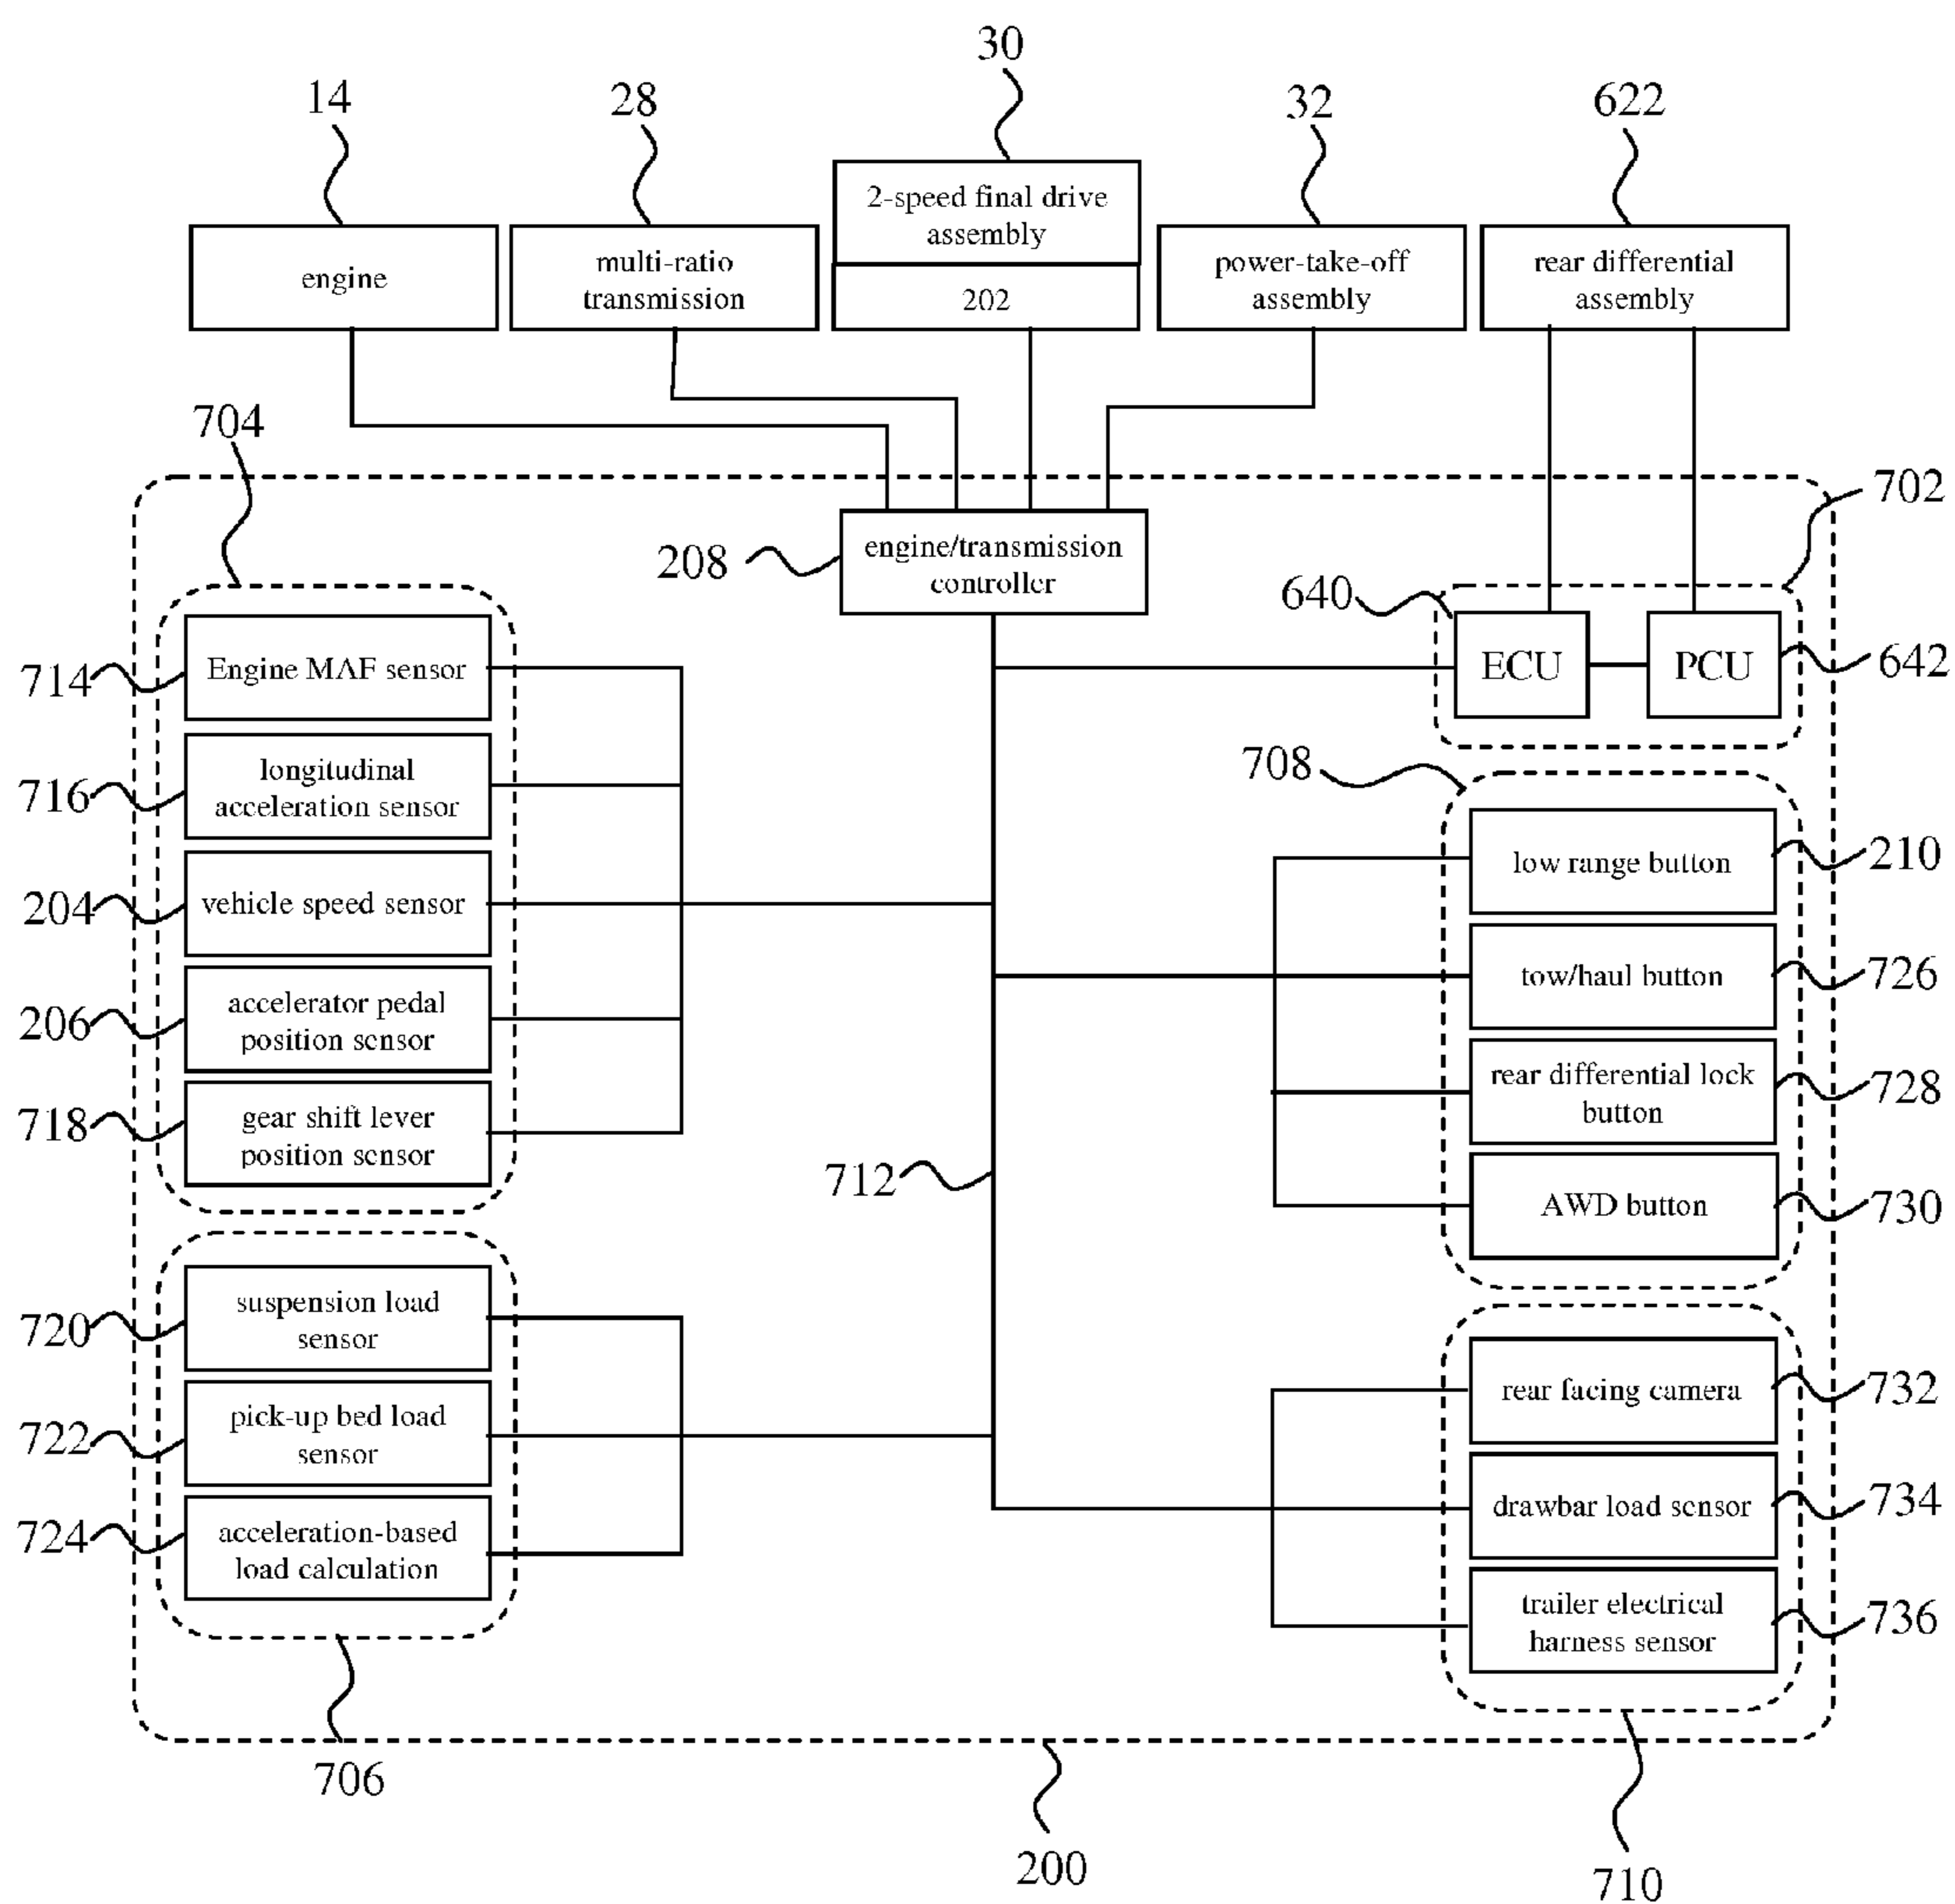 30
14
28
32
622
2-speed final drive
assembly
engine
multi-ratio
transmission
202
power-take-off
assembly
rear differential
assembly
704
702
208
engine/transmission
controller
640
ECU
PCU
642
714
Engine MAF sensor
716
longitudinal
acceleration sensor
204
vehicle speed sensor
206
accelerator pedal
position sensor
718
gear shift lever
position sensor
708
low range button
210
tow/haul button
726
rear differential lock
button
728
AWD button
730
712
720
suspension load
sensor
722
pick-up bed load
sensor
724
acceleration-based
load calculation
rear facing camera
732
drawbar load sensor
734
trailer electrical
harness sensor
736
706
200
710